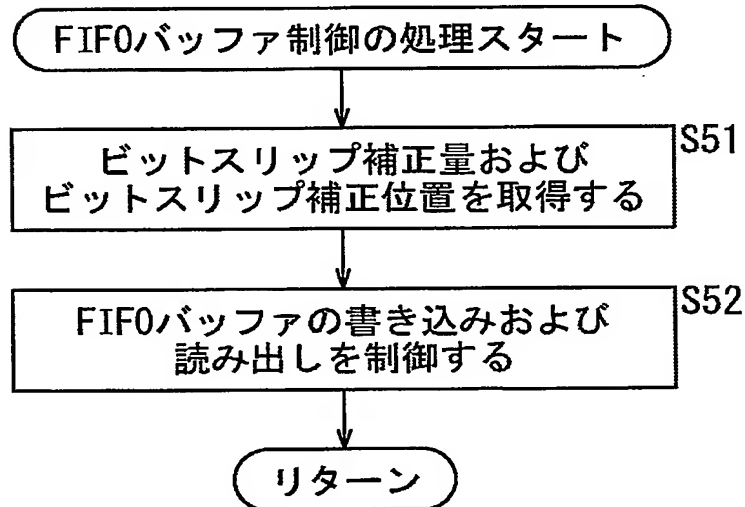 FIFOバッファ制御の処理スタート
S51
ビットスリップ補正量および
ビットスリップ補正位置を取得する
S52
FIFOバッファの書き込みおよび
読み出しを制御する
リターン